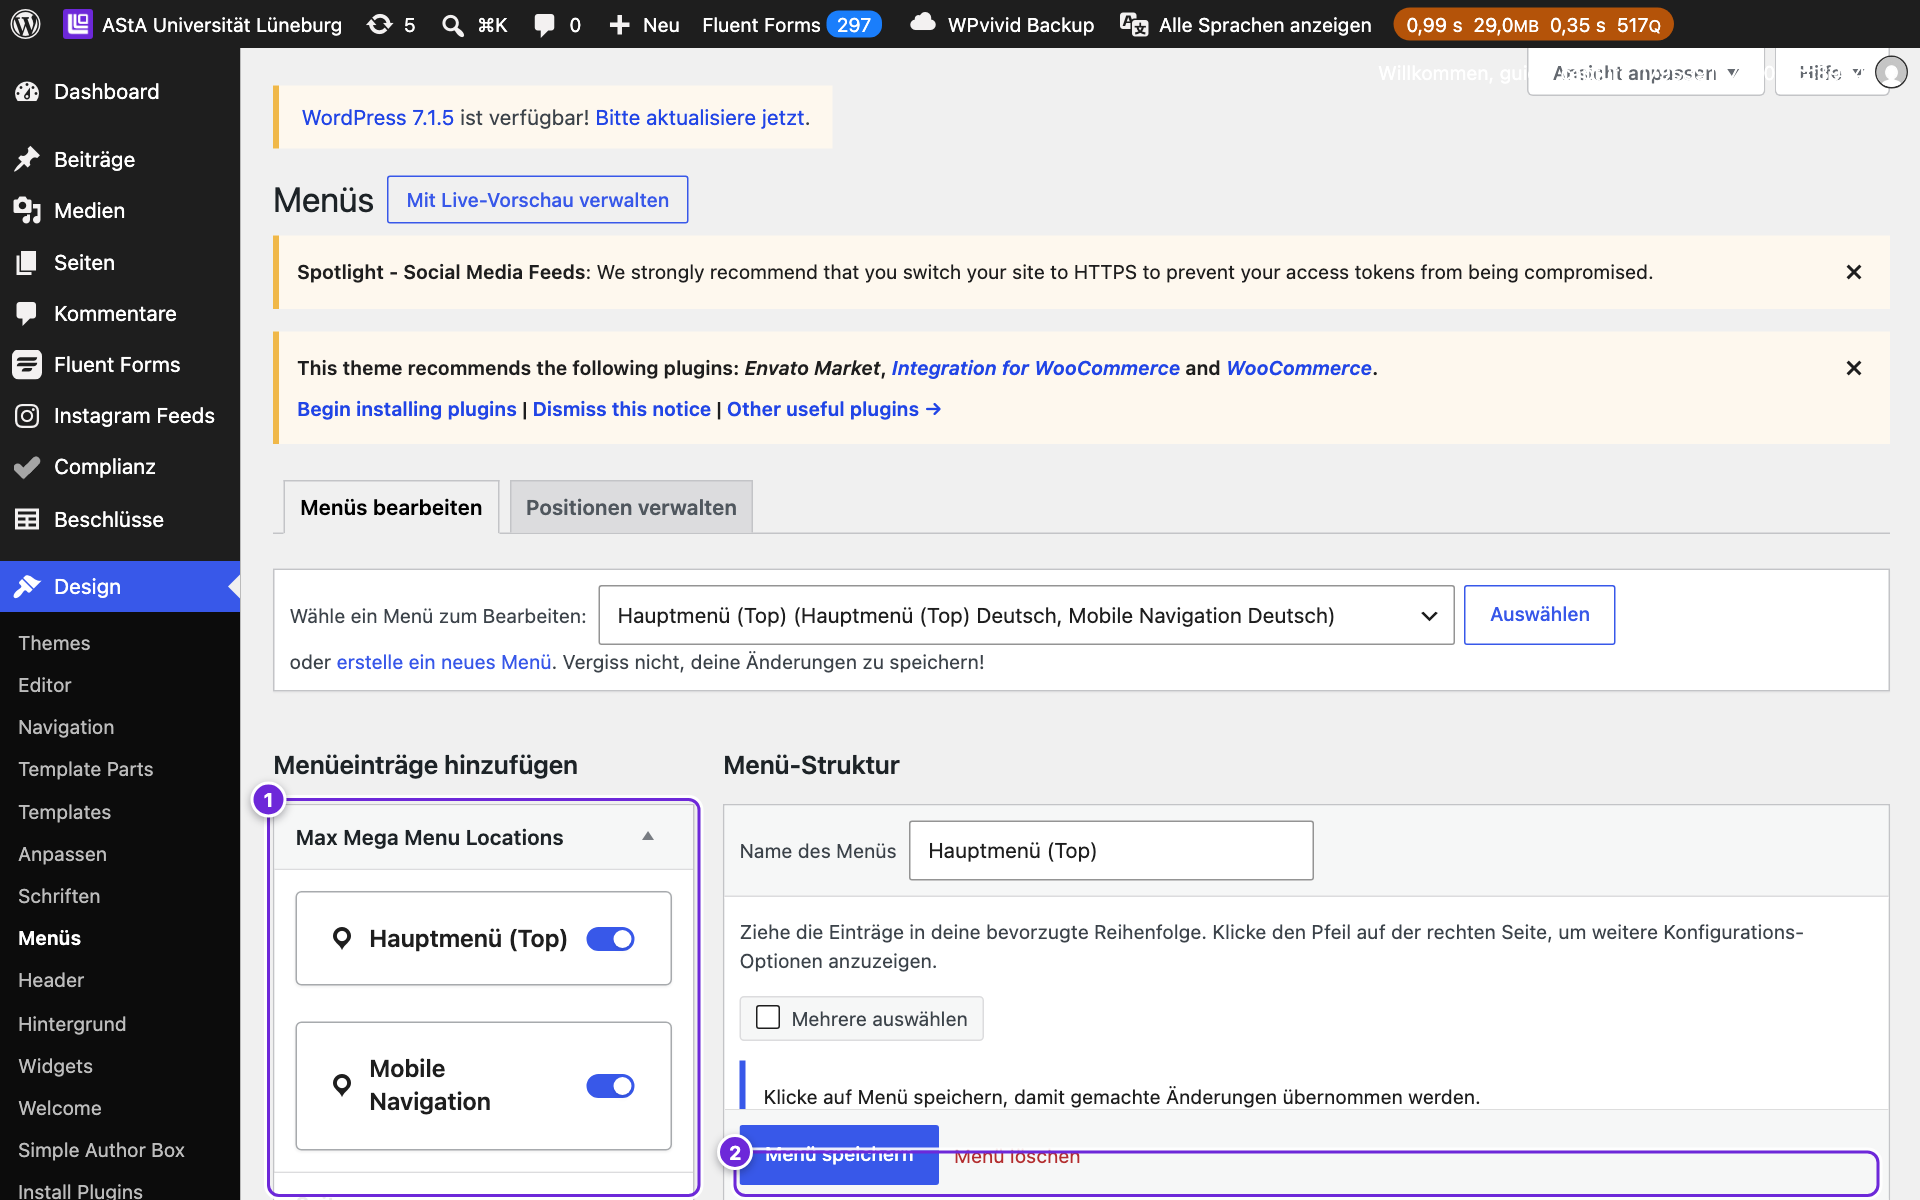 AStA Universität Lüneburg 5 ⌘K 0 Neu Fluent Forms 297 WPvivid Backup Alle Sprachen anzeigen 0,99 s 29,0MB 0,35 s 517Q
Willkommen, Ansicht anpassen ▼ Hilfe ▼
Dashboard
Beiträge
Medien
Seiten
Kommentare
Fluent Forms
Instagram Feeds
Complianz
Beschlüsse
Design
Themes
Editor
Navigation
Template Parts
Templates
Anpassen
Schriften
Menüs
Header
Hintergrund
Widgets
Welcome
Simple Author Box
Install Plugins
WordPress 7.1.5 ist verfügbar! Bitte aktualisiere jetzt.
Menüs Mit Live-Vorschau verwalten
Spotlight - Social Media Feeds: We strongly recommend that you switch your site to HTTPS to prevent your access tokens from being compromised.
This theme recommends the following plugins: Envato Market, Integration for WooCommerce and WooCommerce.
Begin installing plugins | Dismiss this notice | Other useful plugins →
Menüs bearbeiten Positionen verwalten
Wähle ein Menü zum Bearbeiten: Hauptmenü (Top) (Hauptmenü (Top) Deutsch, Mobile Navigation Deutsch) Auswählen
oder erstelle ein neues Menü. Vergiss nicht, deine Änderungen zu speichern!
Menüeinträge hinzufügen
1
Max Mega Menu Locations
Hauptmenü (Top)
Mobile
Navigation
Menü-Struktur
Name des Menüs Hauptmenü (Top)
Ziehe die Einträge in deine bevorzugte Reihenfolge. Klicke den Pfeil auf der rechten Seite, um weitere Konfigurations-
Optionen anzuzeigen.
Mehrere auswählen
Klicke auf Menü speichern, damit gemachte Änderungen übernommen werden.
2
Menü speichern Menü löschen